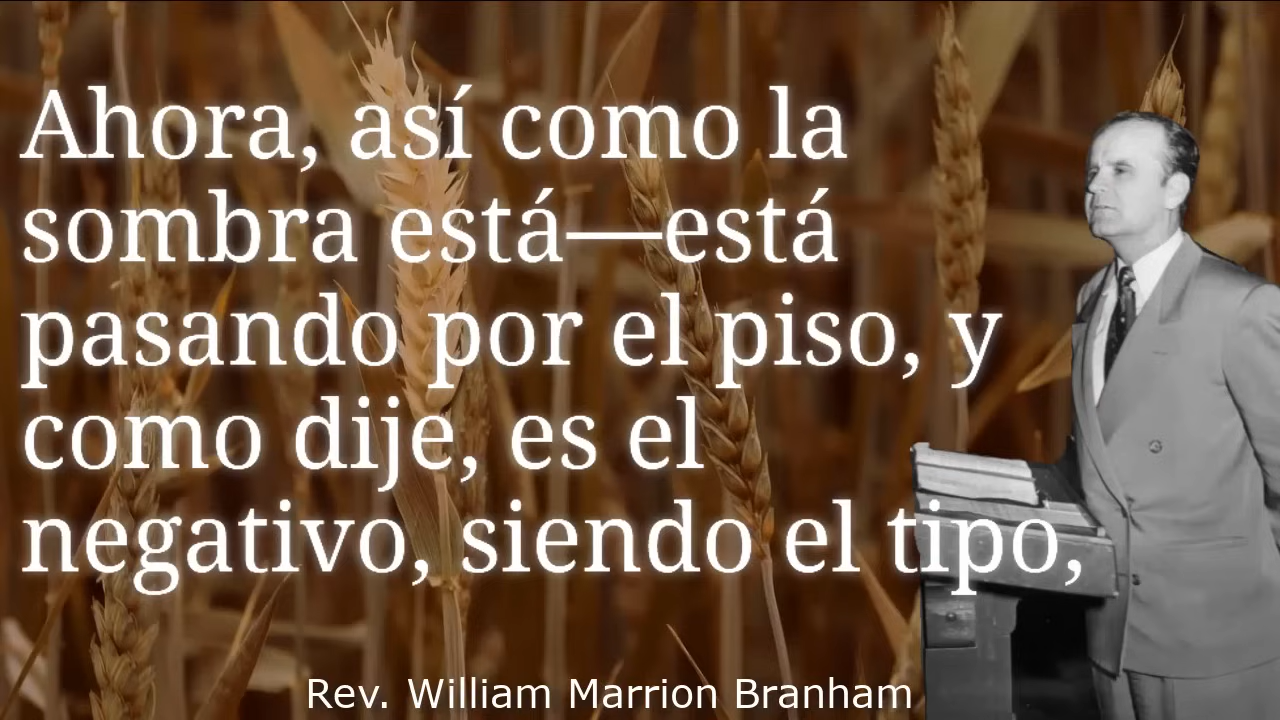 Ahora, así como la
sombra está—está
pasando por el piso, y
como dije, es el
negativo, siendo el tipo,
Rev. William Marrion Branham